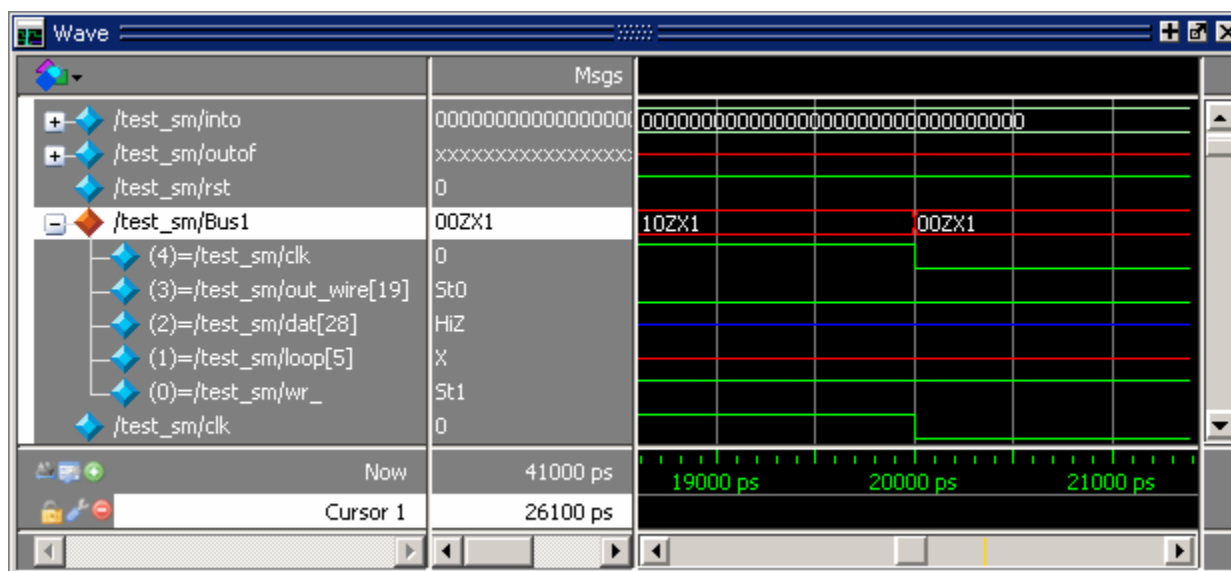 Wave
Msgs
/test_sm/into 00000000000000000 00000000000000000000000000000000
/test_sm/outof xxxxxxxxxxxxxxxxx
/test_sm/rst 0
/test_sm/Bus1 00ZX1 10ZX1 00ZX1
(4)=/test_sm/clk 0
(3)=/test_sm/out_wire[19] St0
(2)=/test_sm/dat[28] HiZ
(1)=/test_sm/loop[5] X
(0)=/test_sm/wr_ St1
/test_sm/clk 0
Now 41000 ps 19000 ps 20000 ps 21000 ps
Cursor 1 26100 ps